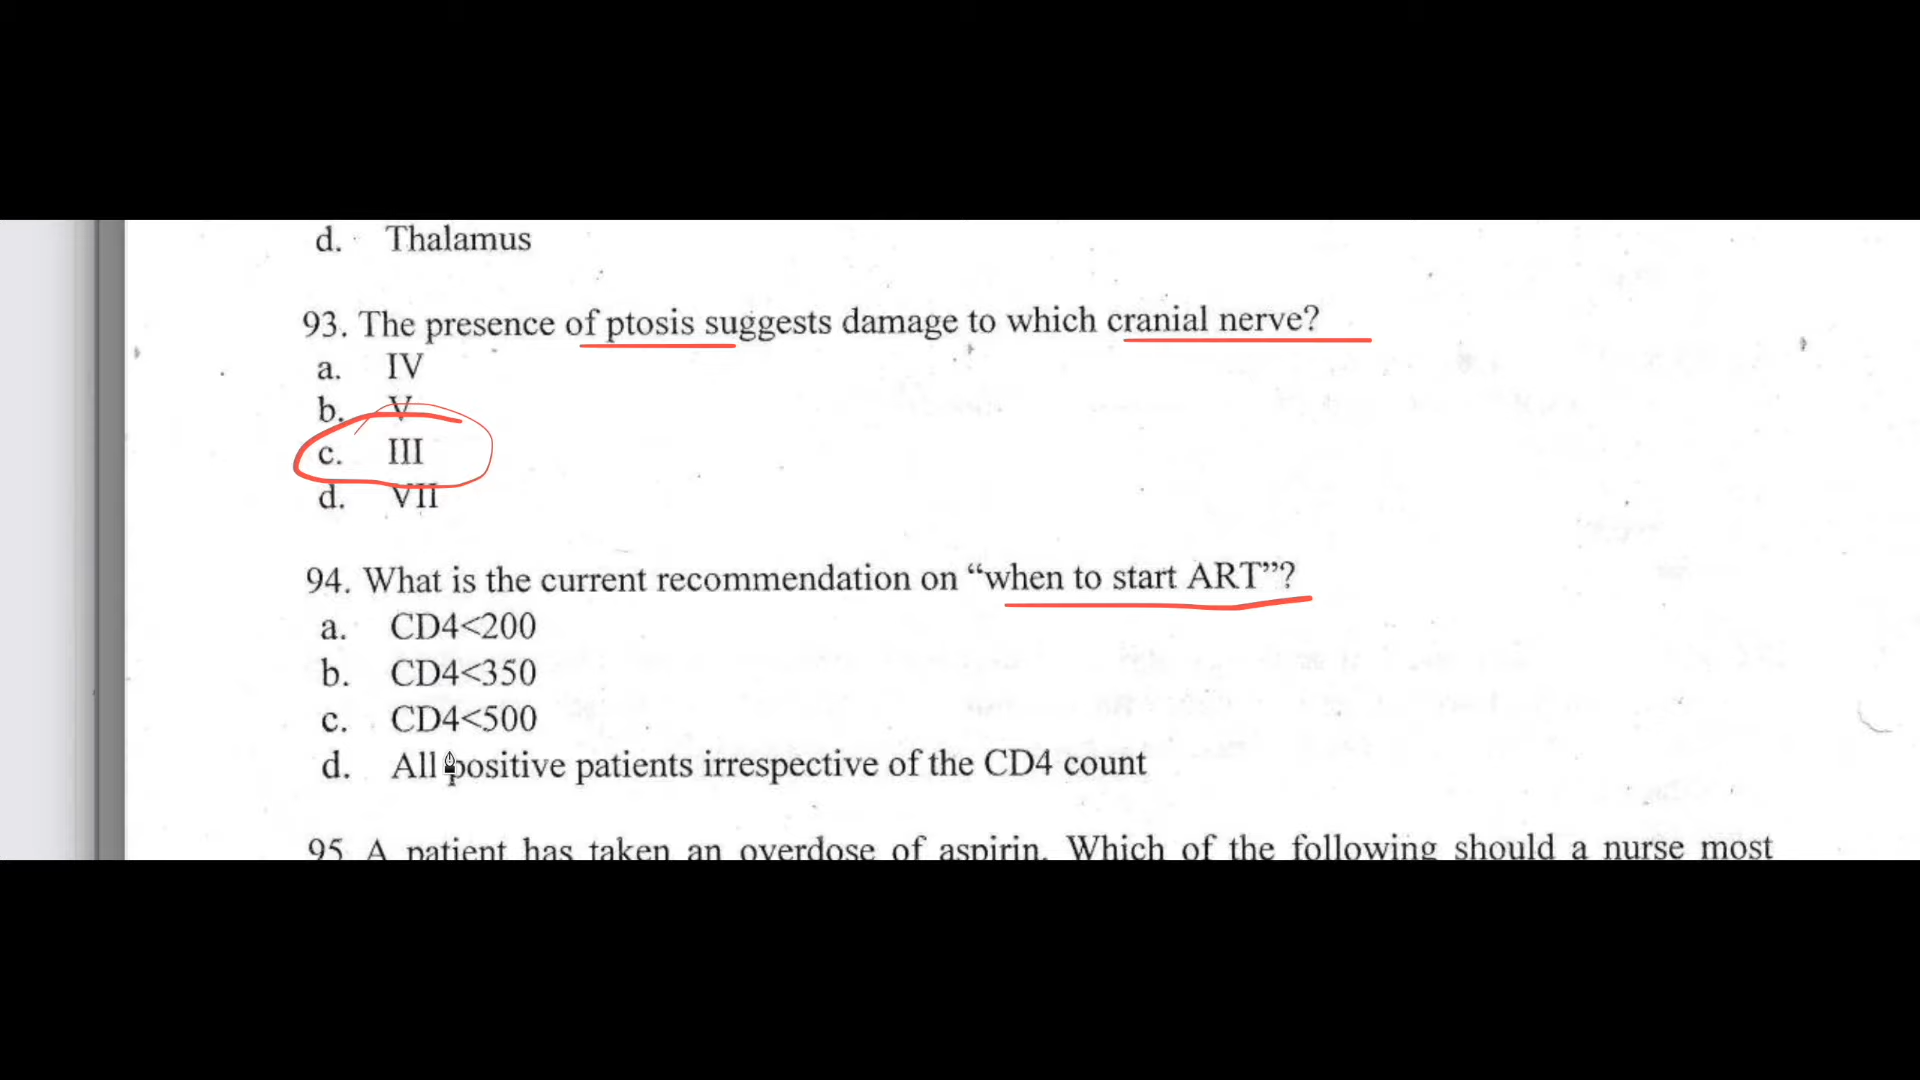 d. Thalamus
93. The presence of ptosis suggests damage to which cranial nerve?
a. IV
b. V
c. III
d. VII
94. What is the current recommendation on “when to start ART”?
a. CD4<200
b. CD4<350
c. CD4<500
d. All positive patients irrespective of the CD4 count
95. A patient has taken an overdose of aspirin. Which of the following should a nurse most